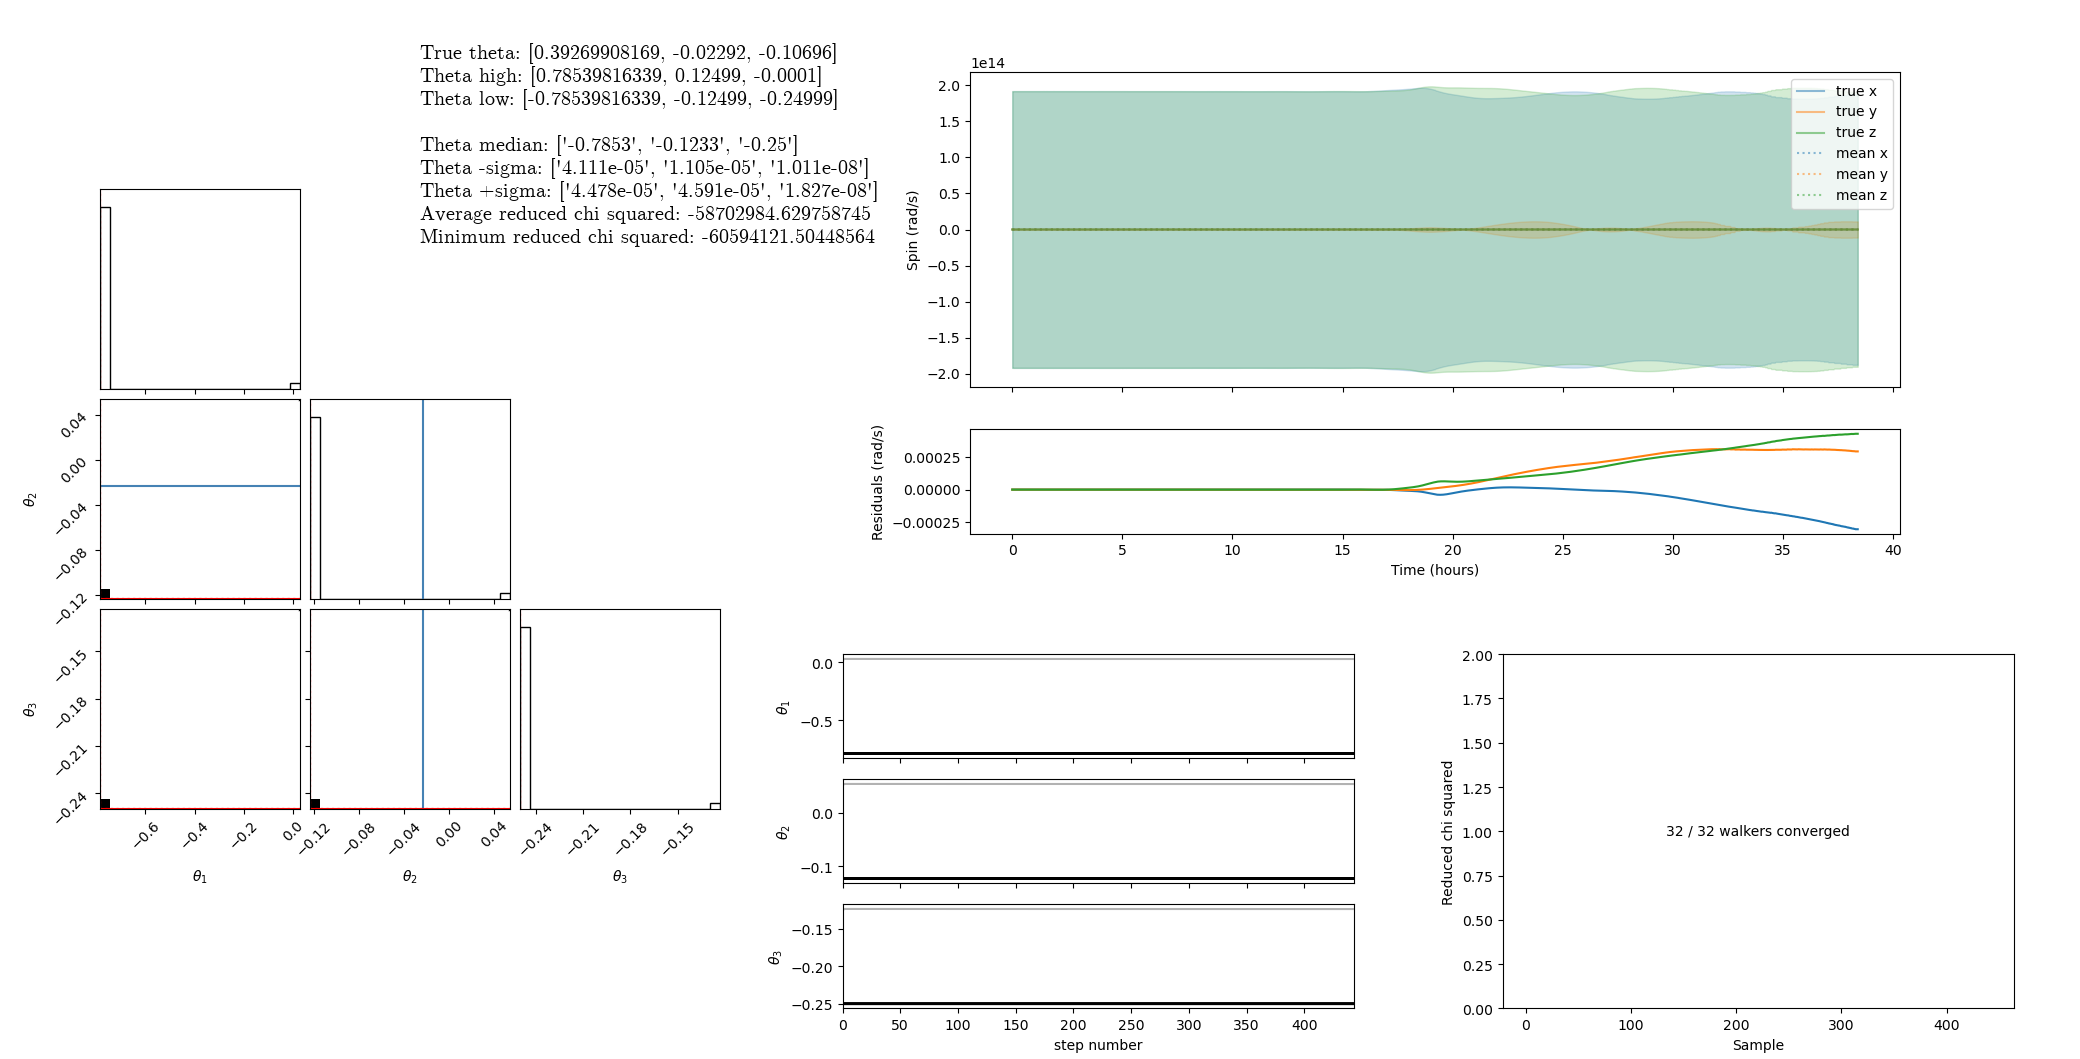 True theta: [0.39269908169, -0.02292, -0.10696]
Theta high: [0.78539816339, 0.12499, -0.0001]
Theta low: [-0.78539816339, -0.12499, -0.24999]
Theta median: ['-0.7853', '-0.1233', '-0.25']
Theta -sigma: ['4.111e-05', '1.105e-05', '1.011e-08']
Theta +sigma: ['4.478e-05', '4.591e-05', '1.827e-08']
Average reduced chi squared: -58702984.629758745
Minimum reduced chi squared: -60594121.50448564
0.04
0.00
−0.04
−0.08
−0.12
θ2
−0.15
−0.18
−0.21
−0.24
θ3
−0.6
−0.4
−0.2
0.0
θ1
−0.12
−0.08
−0.04
0.00
0.04
θ2
−0.24
−0.21
−0.18
−0.15
θ3
1e14
2.0
1.5
1.0
0.5
0.0
−0.5
−1.0
−1.5
−2.0
Spin (rad/s)
true x
true y
true z
mean x
mean y
mean z
0.00025
0.00000
−0.00025
Residuals (rad/s)
0 5 10 15 20 25 30 35 40
Time (hours)
0.0
−0.5
θ1
0.0
−0.1
θ2
−0.15
−0.20
−0.25
θ3
0 50 100 150 200 250 300 350 400
step number
2.00
1.75
1.50
1.25
1.00
0.75
0.50
0.25
0.00
Reduced chi squared
32 / 32 walkers converged
0 100 200 300 400
Sample